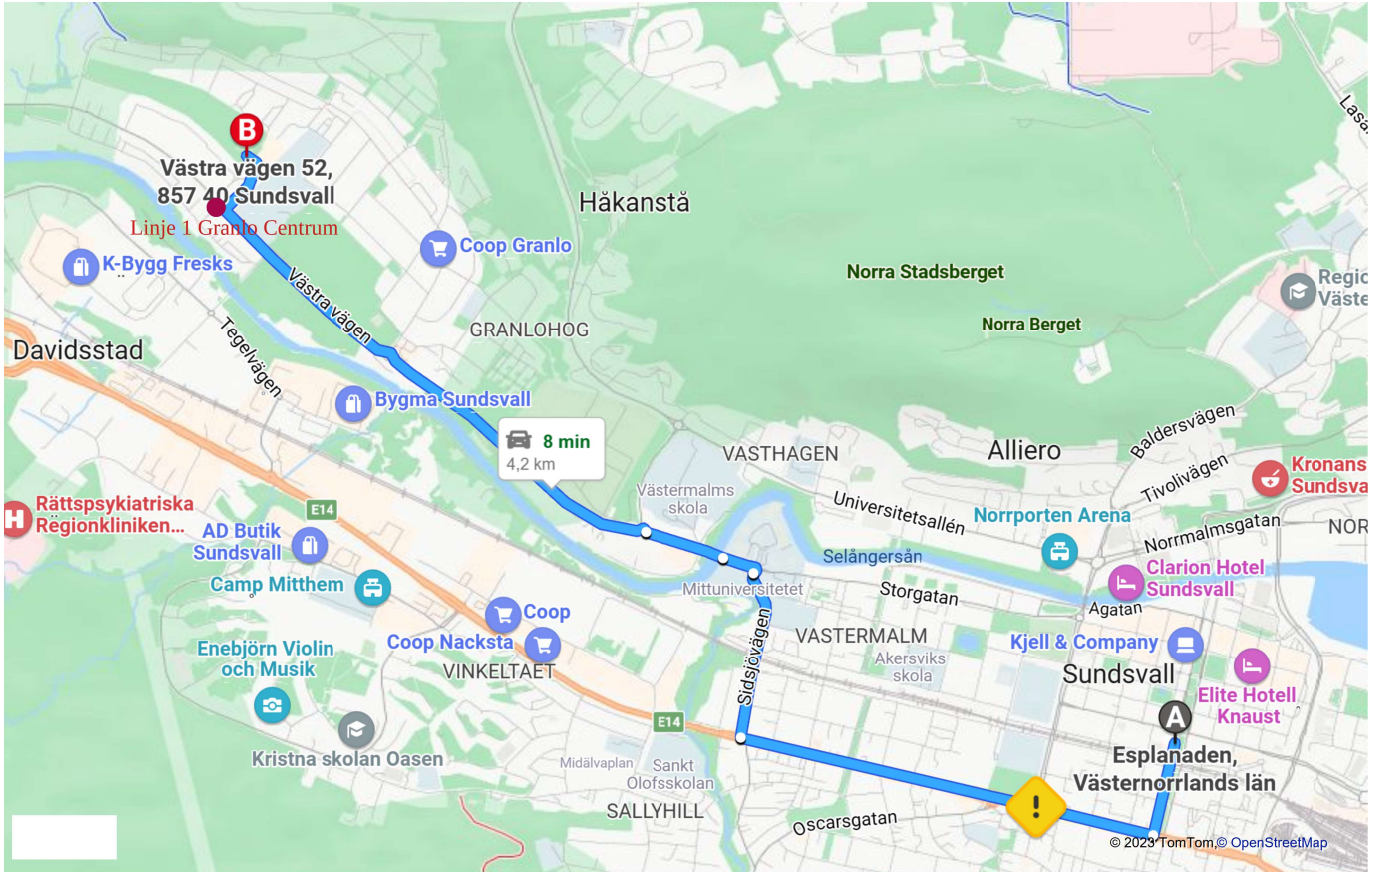 B
Västra vägen 52,
857 40 Sundsvall
Linje 1 Granlo Centrum
Håkanstå
Coop Granlo
K-Bygg Fresks
Norra Stadsberget
Norra Berget
Västra vägen
GRANLOHOG
Davidsstad
Tegelvägen
Bygma Sundsvall
8 min
4,2 km
VASTHAGEN
Alliero
Baldersvägen
Tivolivägen
Kronans
Västermalms
skola
Universitetsallén
Norrporten Arena
Norrmalmsgatan
E14
Rättspsykiatriska
Regionkliniken...
H
AD Butik
Sundsvall
Selångersån
Clarion Hotel
Sundsvall
Camp Mitthem
Mittuniversitetet
Storgatan
Agatan
Coop
Coop Nacksta
VINKELTAET
Sidsjövägen
VASTERMALM
Akersviks
skola
Kjell & Company
Sundsvall
Enebjörn Violin
och Musik
Elite Hotell
Knaust
E14
A
Kristna skolan Oasen
Midälvaplan
Sankt
Olofsskolan
Esplanaden,
Västernorrlands län
SALLYHILL
Oscarsgatan
!
© 2023 TomTom,© OpenStreetMap